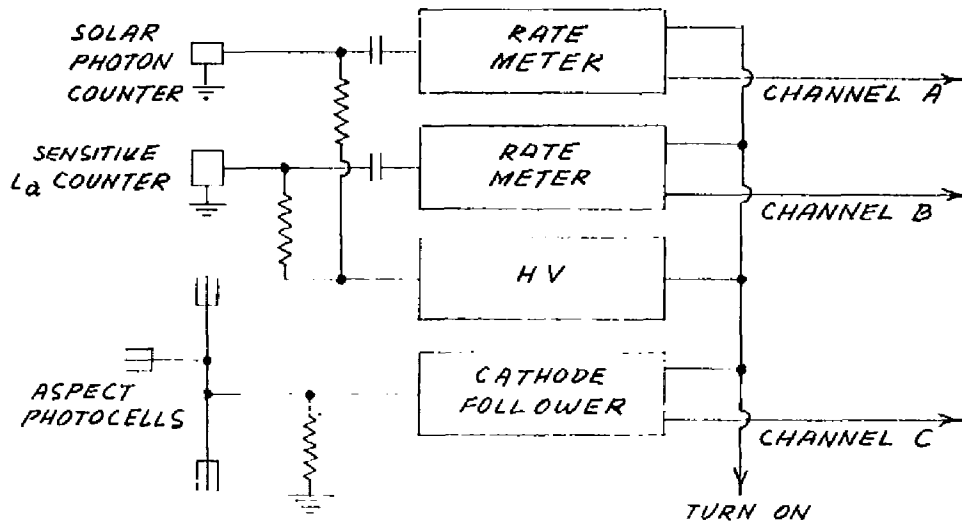 SOLAR
PHOTON
COUNTER
RATE
METER
CHANNEL A
SENSITIVE
Lα COUNTER
RATE
METER
CHANNEL B
HV
ASPECT
PHOTOCELLS
CATHODE
FOLLOWER
CHANNEL C
TURN ON